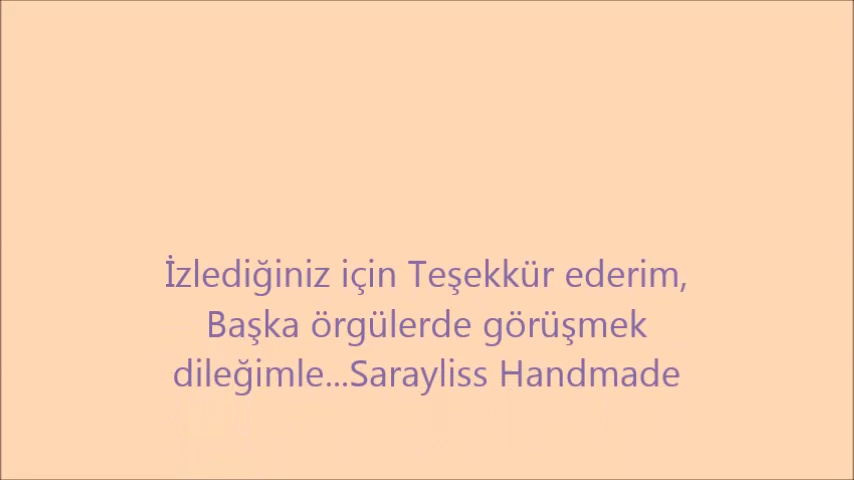 İzlediğiniz için Teşekkür ederim,
Başka örgülerde görüşmek
dileğimle...Sarayliss Handmade